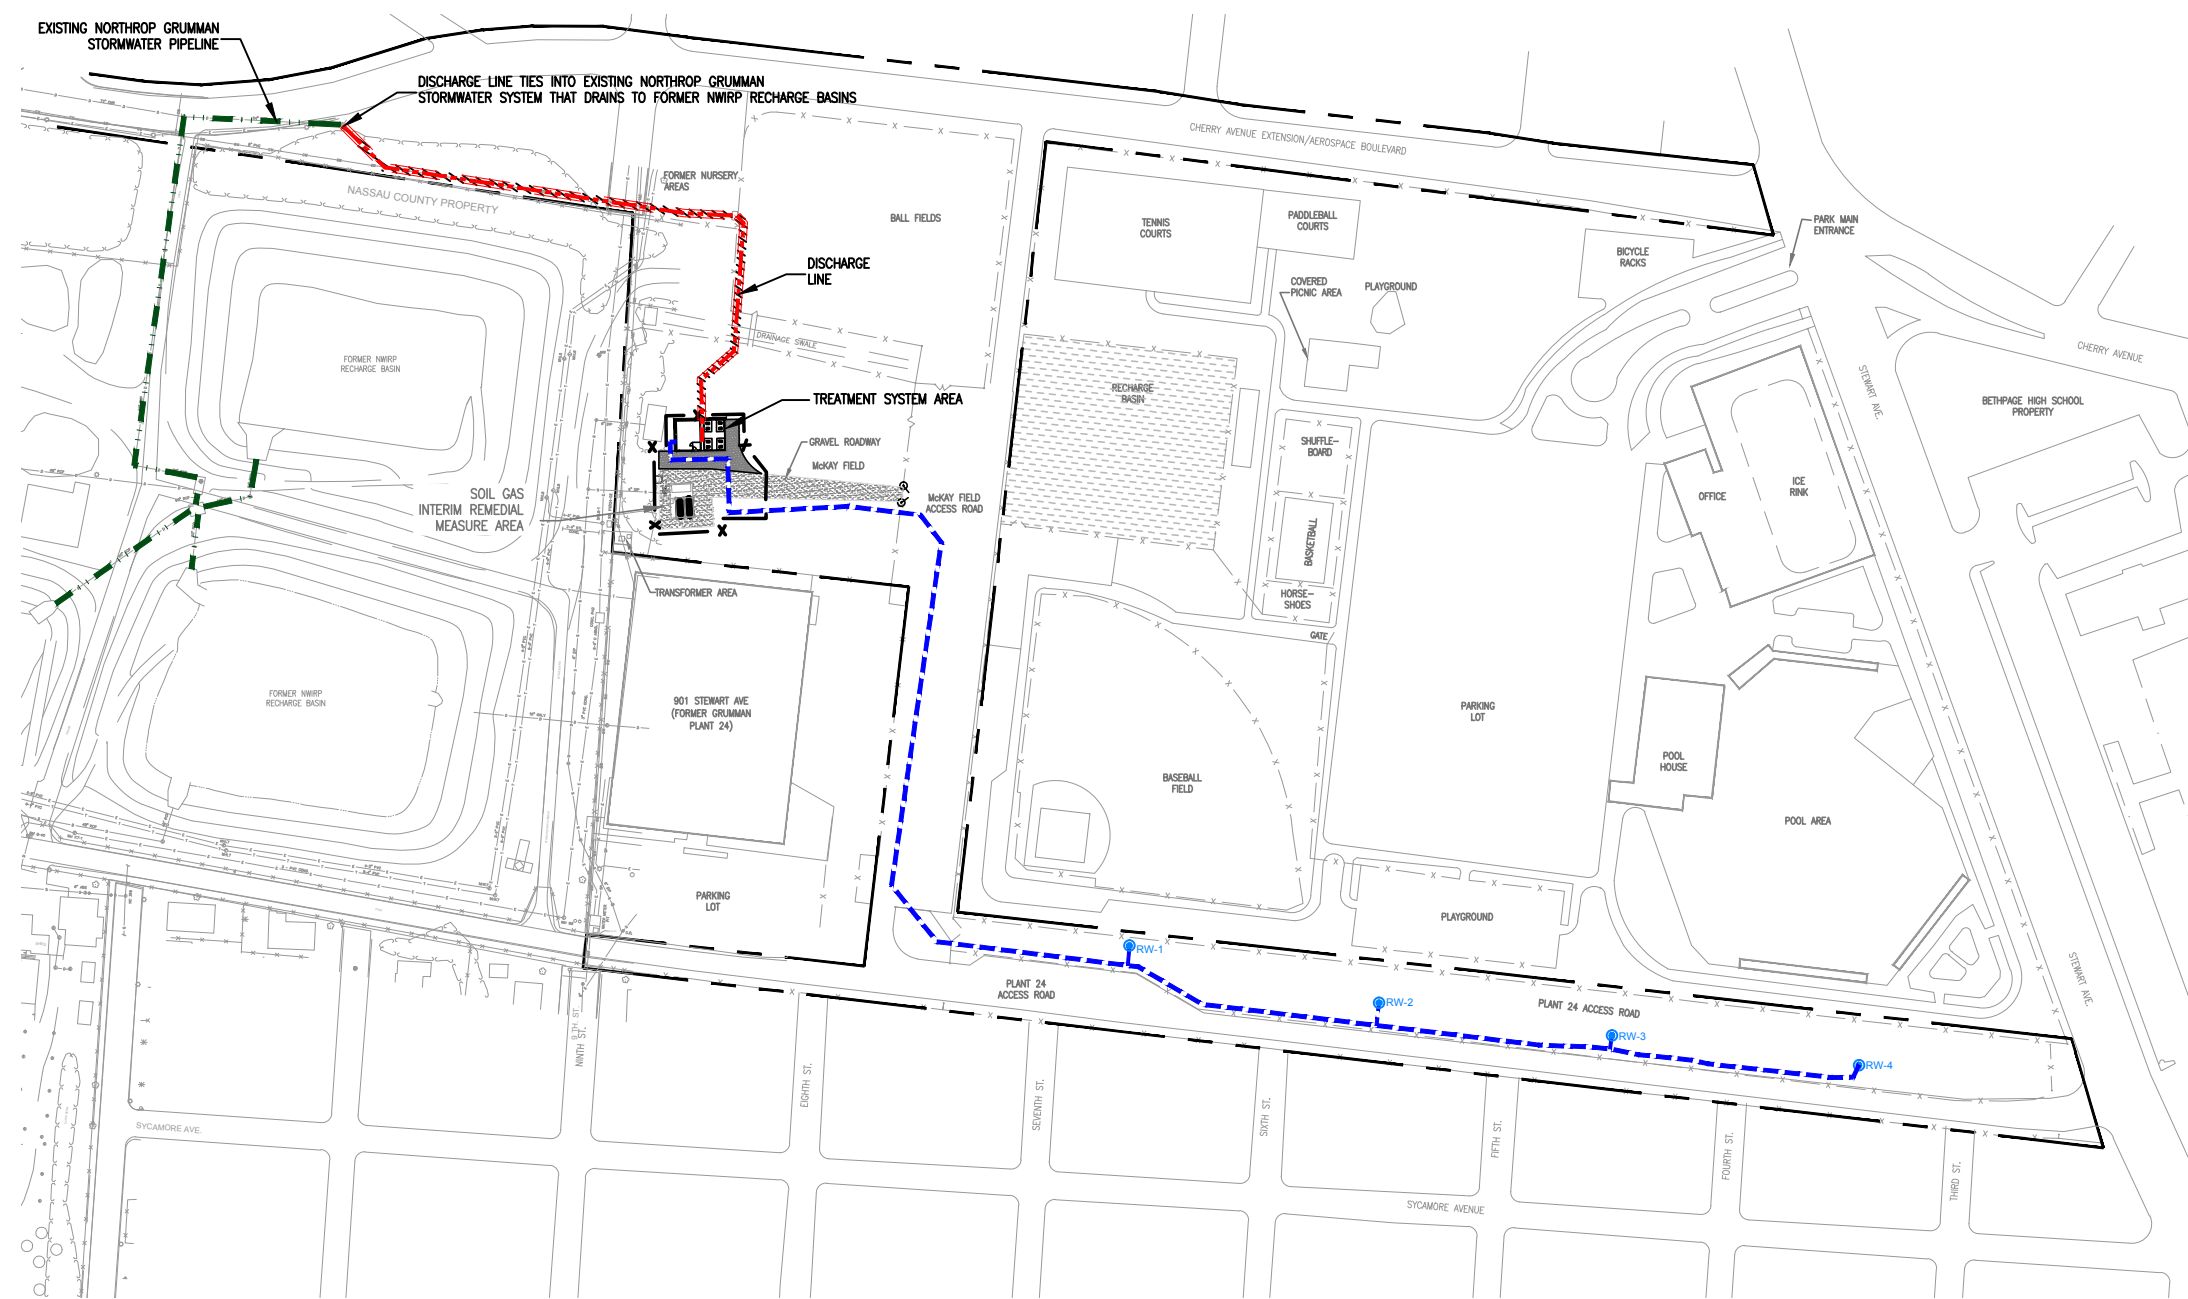 EXISTING NORTHROP GRUMMAN
STORMWATER PIPELINE
DISCHARGE LINE TIES INTO EXISTING NORTHROP GRUMMAN
STORMWATER SYSTEM THAT DRAINS TO FORMER NWIRP RECHARGE BASINS
CHERRY AVENUE EXTENSION/AEROSPACE BOULEVARD
NASSAU COUNTY PROPERTY
FORMER NURSERY
AREAS
BALL FIELDS
TENNIS
COURTS
PADDLEBALL
COURTS
PARK MAIN
ENTRANCE
BICYCLE
RACKS
DISCHARGE
LINE
COVERED
PICNIC AREA
PLAYGROUND
DRAINAGE SWALE
CHERRY AVENUE
FORMER NWIRP
RECHARGE BASIN
RECHARGE
BASIN
STEWART AVE.
BETHPAGE HIGH SCHOOL
PROPERTY
TREATMENT SYSTEM AREA
GRAVEL ROADWAY
McKAY FIELD
SHUFFLE-
BOARD
OFFICE
ICE
RINK
SOIL GAS
INTERIM REMEDIAL
MEASURE AREA
McKAY FIELD
ACCESS ROAD
BASKETBALL
TRANSFORMER AREA
HORSE-
SHOES
GATE
FORMER NWIRP
RECHARGE BASIN
901 STEWART AVE
(FORMER GRUMMAN
PLANT 24)
PARKING
LOT
POOL
HOUSE
BASEBALL
FIELD
POOL AREA
PARKING
LOT
PLAYGROUND
RW-1
PLANT 24
ACCESS ROAD
RW-2
PLANT 24 ACCESS ROAD
STEWART AVE.
RW-3
RW-4
9TH. ST.
NINTH ST.
EIGHTH ST.
SEVENTH ST.
SIXTH ST.
FIFTH ST.
FOURTH ST.
THIRD ST.
SYCAMORE AVE.
SYCAMORE AVENUE